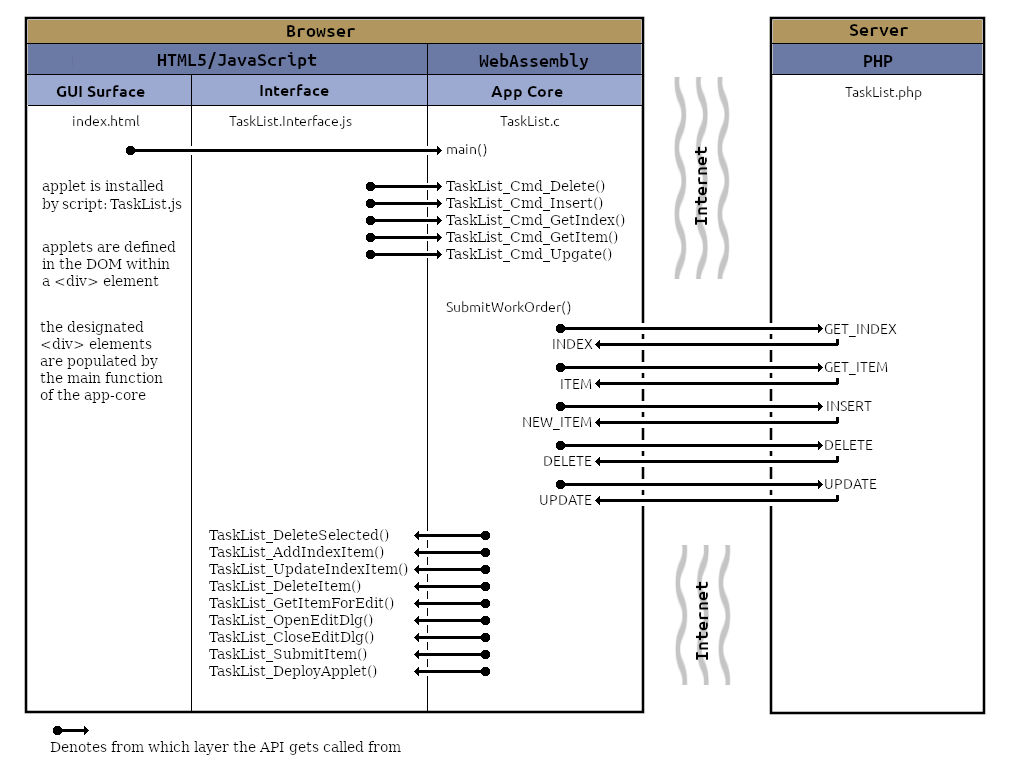 Browser
Server
HTML5/JavaScript
WebAssembly
PHP
GUI Surface
Interface
App Core
index.html
TaskList.Interface.js
TaskList.c
TaskList.php
main()
applet is installed
by script: TaskList.js
applets are defined
in the DOM within
a <div> element
the designated
<div> elements
are populated by
the main function
of the app-core
TaskList_Cmd_Delete()
TaskList_Cmd_Insert()
TaskList_Cmd_GetIndex()
TaskList_Cmd_GetItem()
TaskList_Cmd_Upgate()
Internet
SubmitWorkOrder()
GET_INDEX
INDEX
GET_ITEM
ITEM
INSERT
NEW_ITEM
DELETE
DELETE
UPDATE
UPDATE
TaskList_DeleteSelected()
TaskList_AddIndexItem()
TaskList_UpdateIndexItem()
TaskList_DeleteItem()
TaskList_GetItemForEdit()
TaskList_OpenEditDlg()
TaskList_CloseEditDlg()
TaskList_SubmitItem()
TaskList_DeployApplet()
Internet
Denotes from which layer the API gets called from